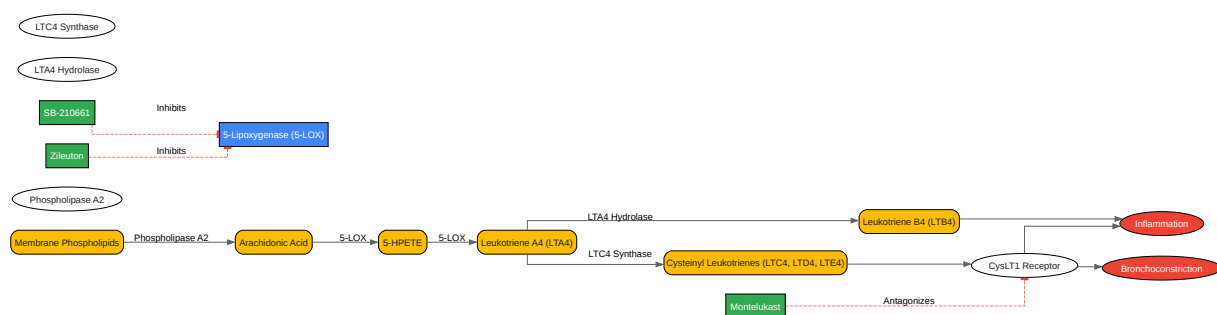 LTC4 Synthase
LTA4 Hydrolase
SB-210661
Inhibits
5-Lipoxygenase (5-LOX)
Zileuton
Inhibits
Phospholipase A2
LTA4 Hydrolase
Leukotriene B4 (LTB4)
Inflammation
Membrane Phospholipids
Phospholipase A2
Arachidonic Acid
5-LOX
5-HPETE
5-LOX
Leukotriene A4 (LTA4)
LTC4 Synthase
Cysteinyl Leukotrienes (LTC4, LTD4, LTE4)
CysLT1 Receptor
Bronchoconstriction
Montelukast
Antagonizes